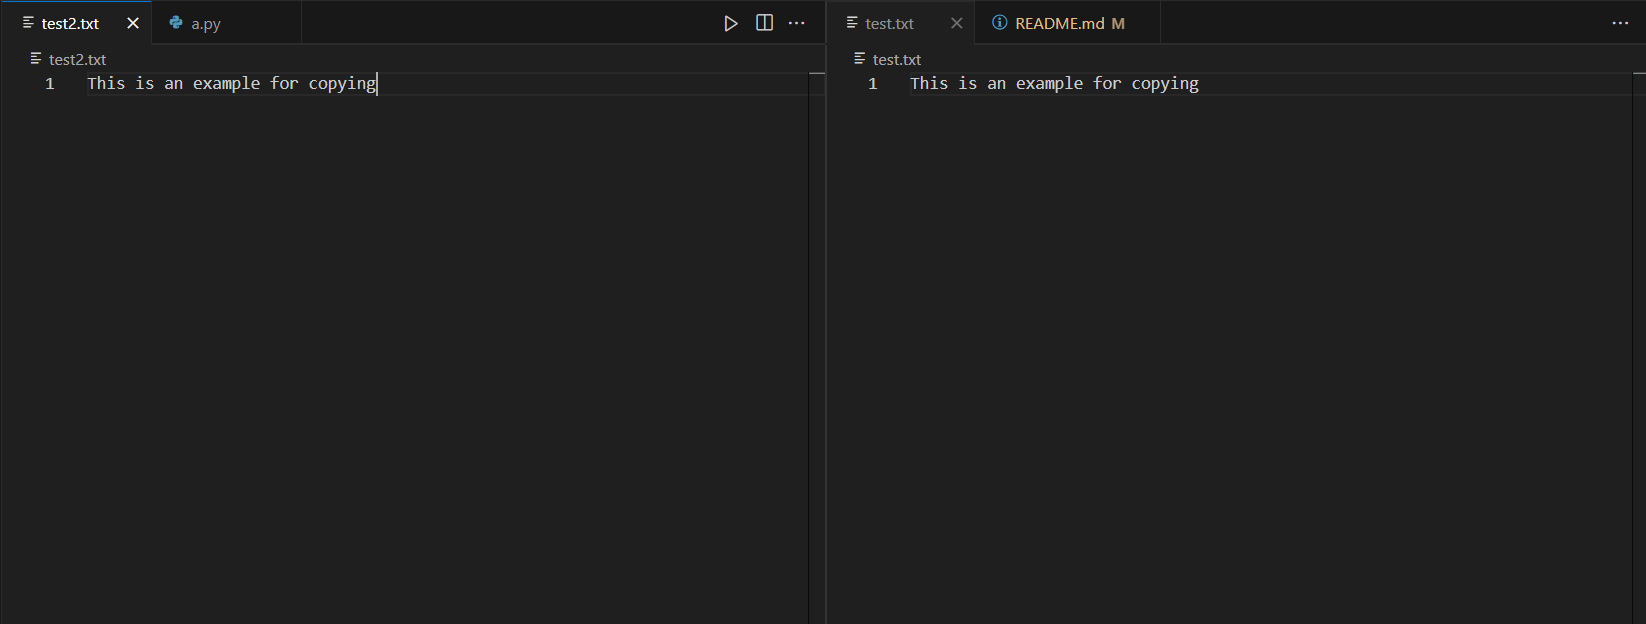 test2.txt a.py
test2.txt
1 This is an example for copying
test.txt README.md M
test.txt
1 This is an example for copying